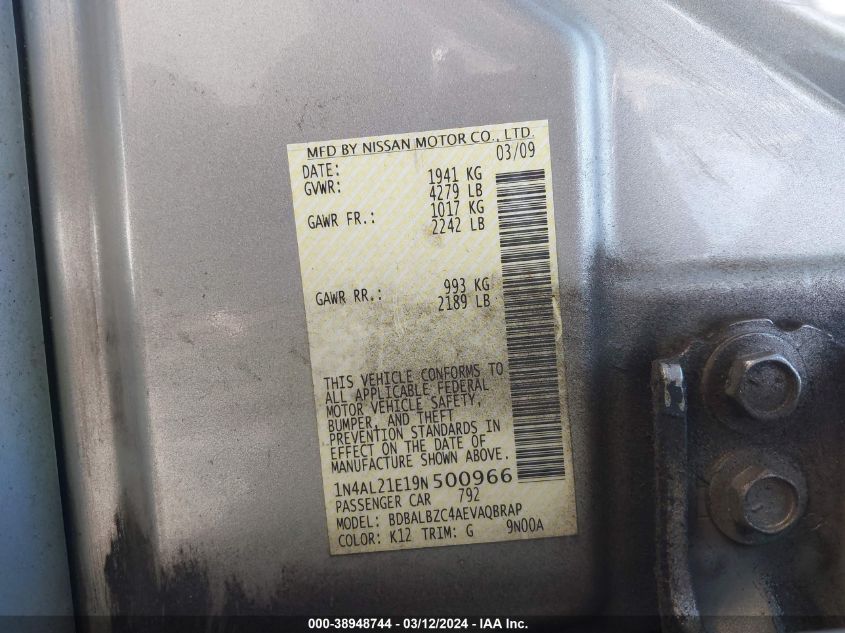 MFD BY NISSAN MOTOR CO., LTD.
DATE: 03/09
GVWR: 1941 KG
4279 LB
GAWR FR.: 1017 KG
2242 LB
GAWR RR.: 993 KG
2189 LB
THIS VEHICLE CONFORMS TO
ALL APPLICABLE FEDERAL
MOTOR VEHICLE SAFETY,
BUMPER, AND THEFT
PREVENTION STANDARDS IN
EFFECT ON THE DATE OF
MANUFACTURE SHOWN ABOVE.
1N4AL21E19N500966
PASSENGER CAR 792
MODEL: BDBALBZC4AEVAQBRAP
COLOR: K12 TRIM: G 9N00A
000-38948744 - 03/12/2024 - IAA Inc.